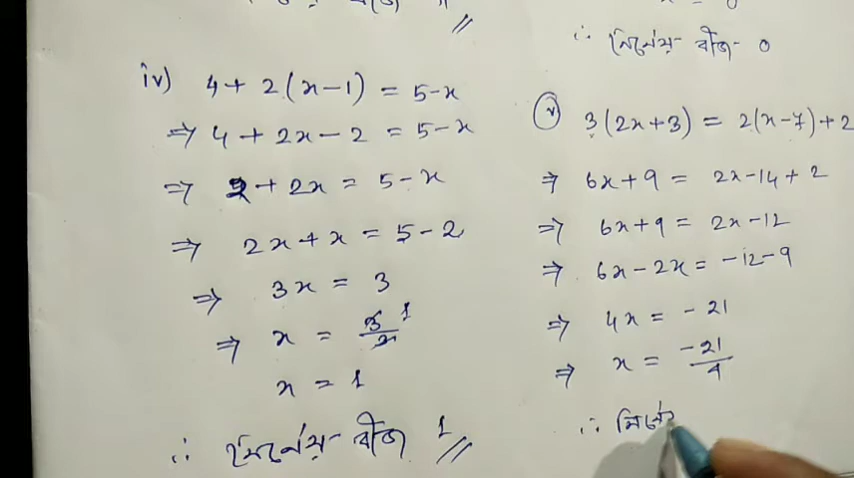 ∴ নির্ণেয় বীজ 0
iv) 4 + 2(x-1) = 5-x
⇒ 4 + 2x - 2 = 5-x
⇒ 2 + 2x = 5-x
⇒ 2x + x = 5-2
⇒ 3x = 3
⇒ x =
x = 1
∴ নির্ণেয় বীজ 1 //
(v) 3(2x+3) = 2(x-7)+2
⇒ 6x+9 = 2x-14+2
⇒ 6x+9 = 2x-12
⇒ 6x-2x = -12-9
⇒ 4x = -21
⇒ x = -21/4
∴